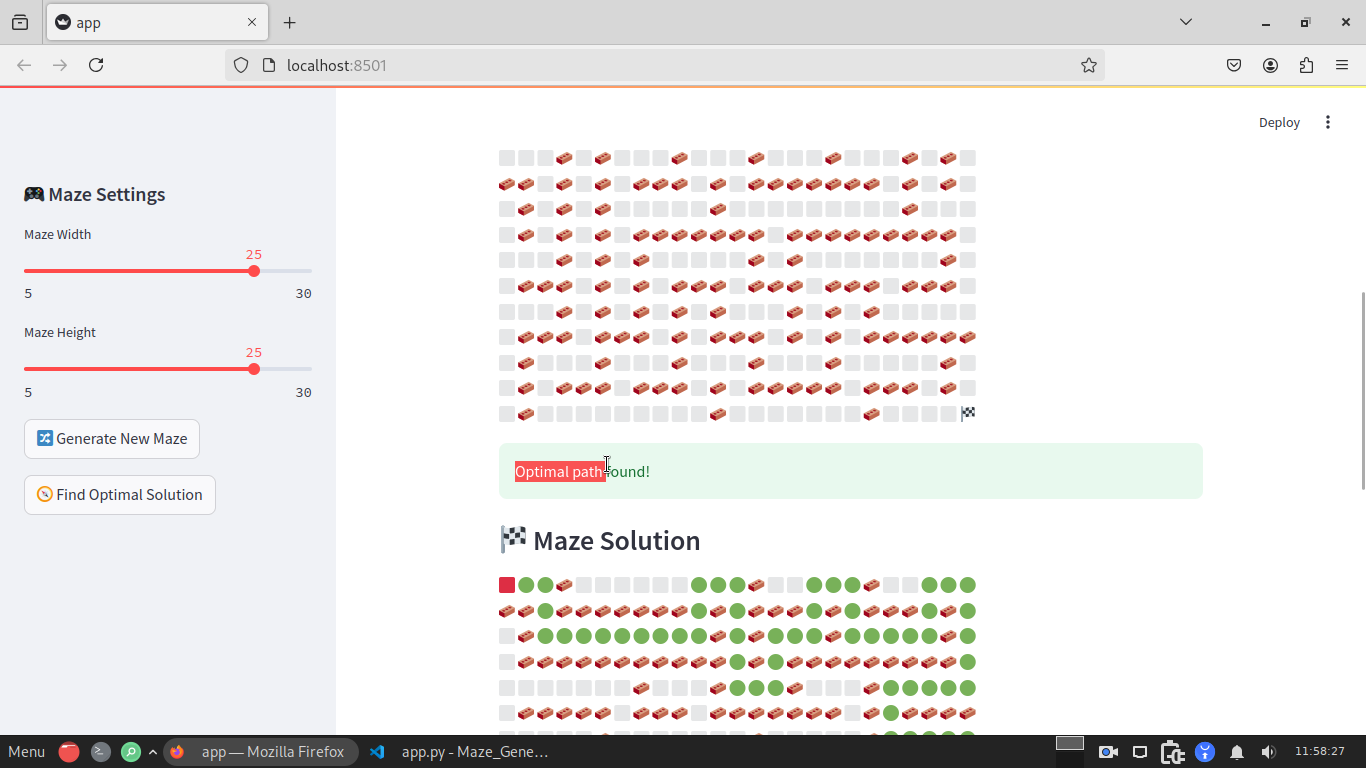 app
localhost:8501
Deploy
Maze Settings
Maze Width
25
5 30
Maze Height
25
5 30
Generate New Maze
Find Optimal Solution
Optimal path found!
Maze Solution
Menu
app — Mozilla Firefox
app.py - Maze_Gene…
11:58:27